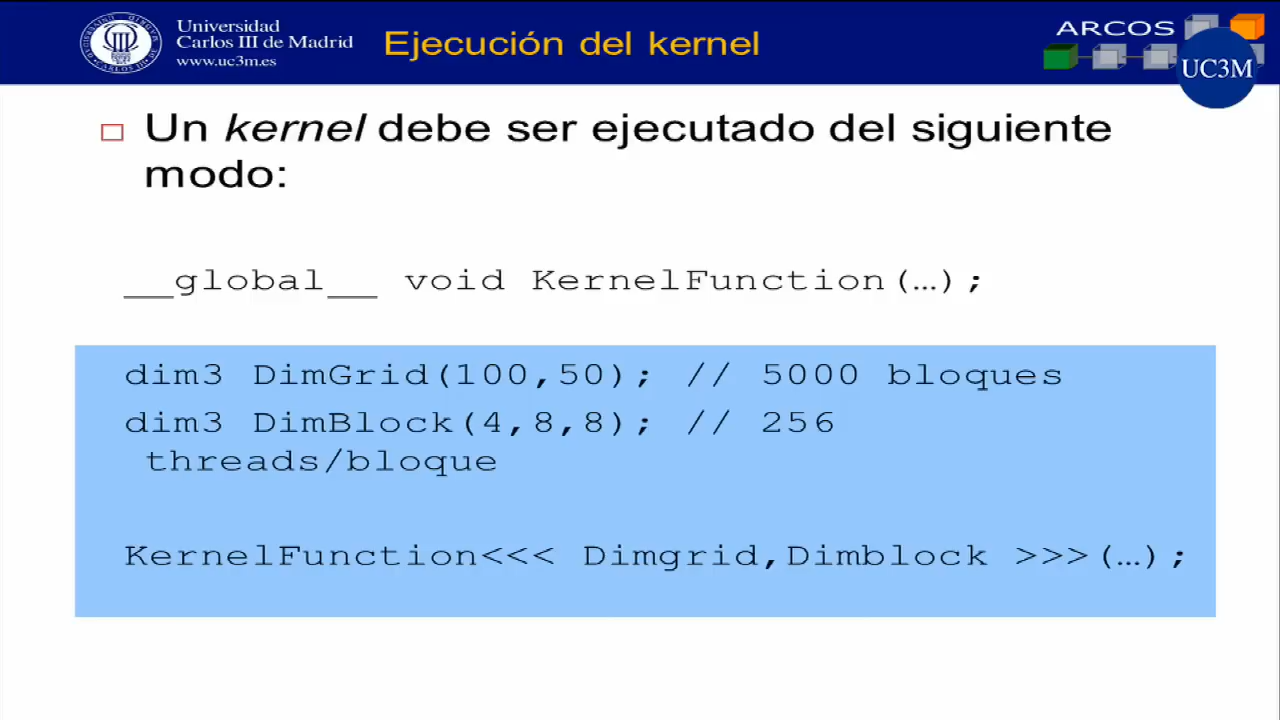 Universidad
Carlos III de Madrid
www.uc3m.es
Ejecución del kernel
ARCOS
UC3M
Un kernel debe ser ejecutado del siguiente
modo:
__global__ void KernelFunction(…);
dim3 DimGrid(100,50); // 5000 bloques
dim3 DimBlock(4,8,8); // 256
threads/bloque
KernelFunction<<< Dimgrid,Dimblock >>>(…);